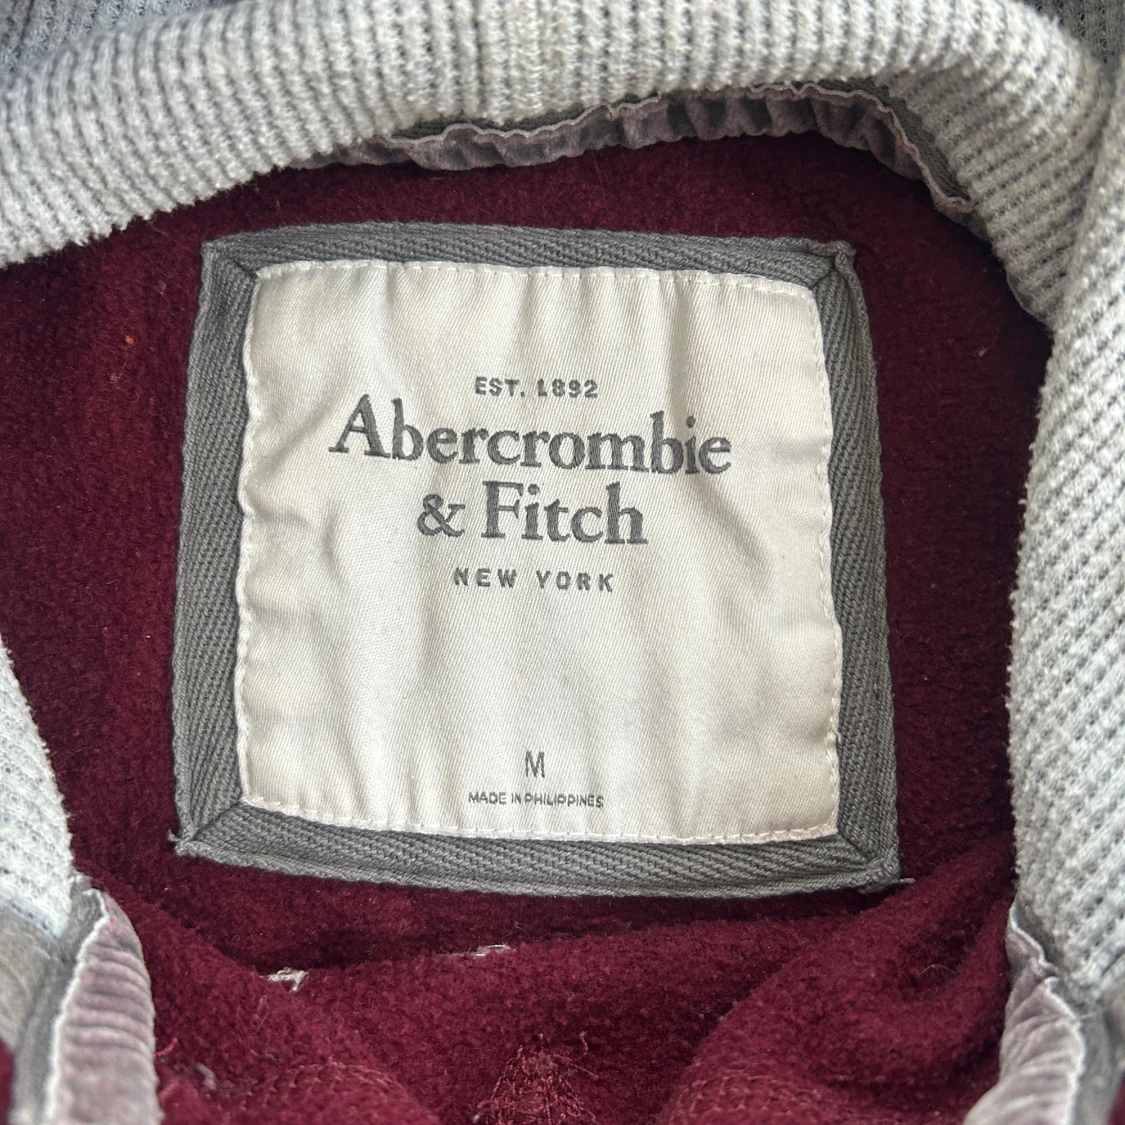 EST. 1892
Abercrombie
& Fitch
NEW YORK
M
MADE IN PHILIPPINES